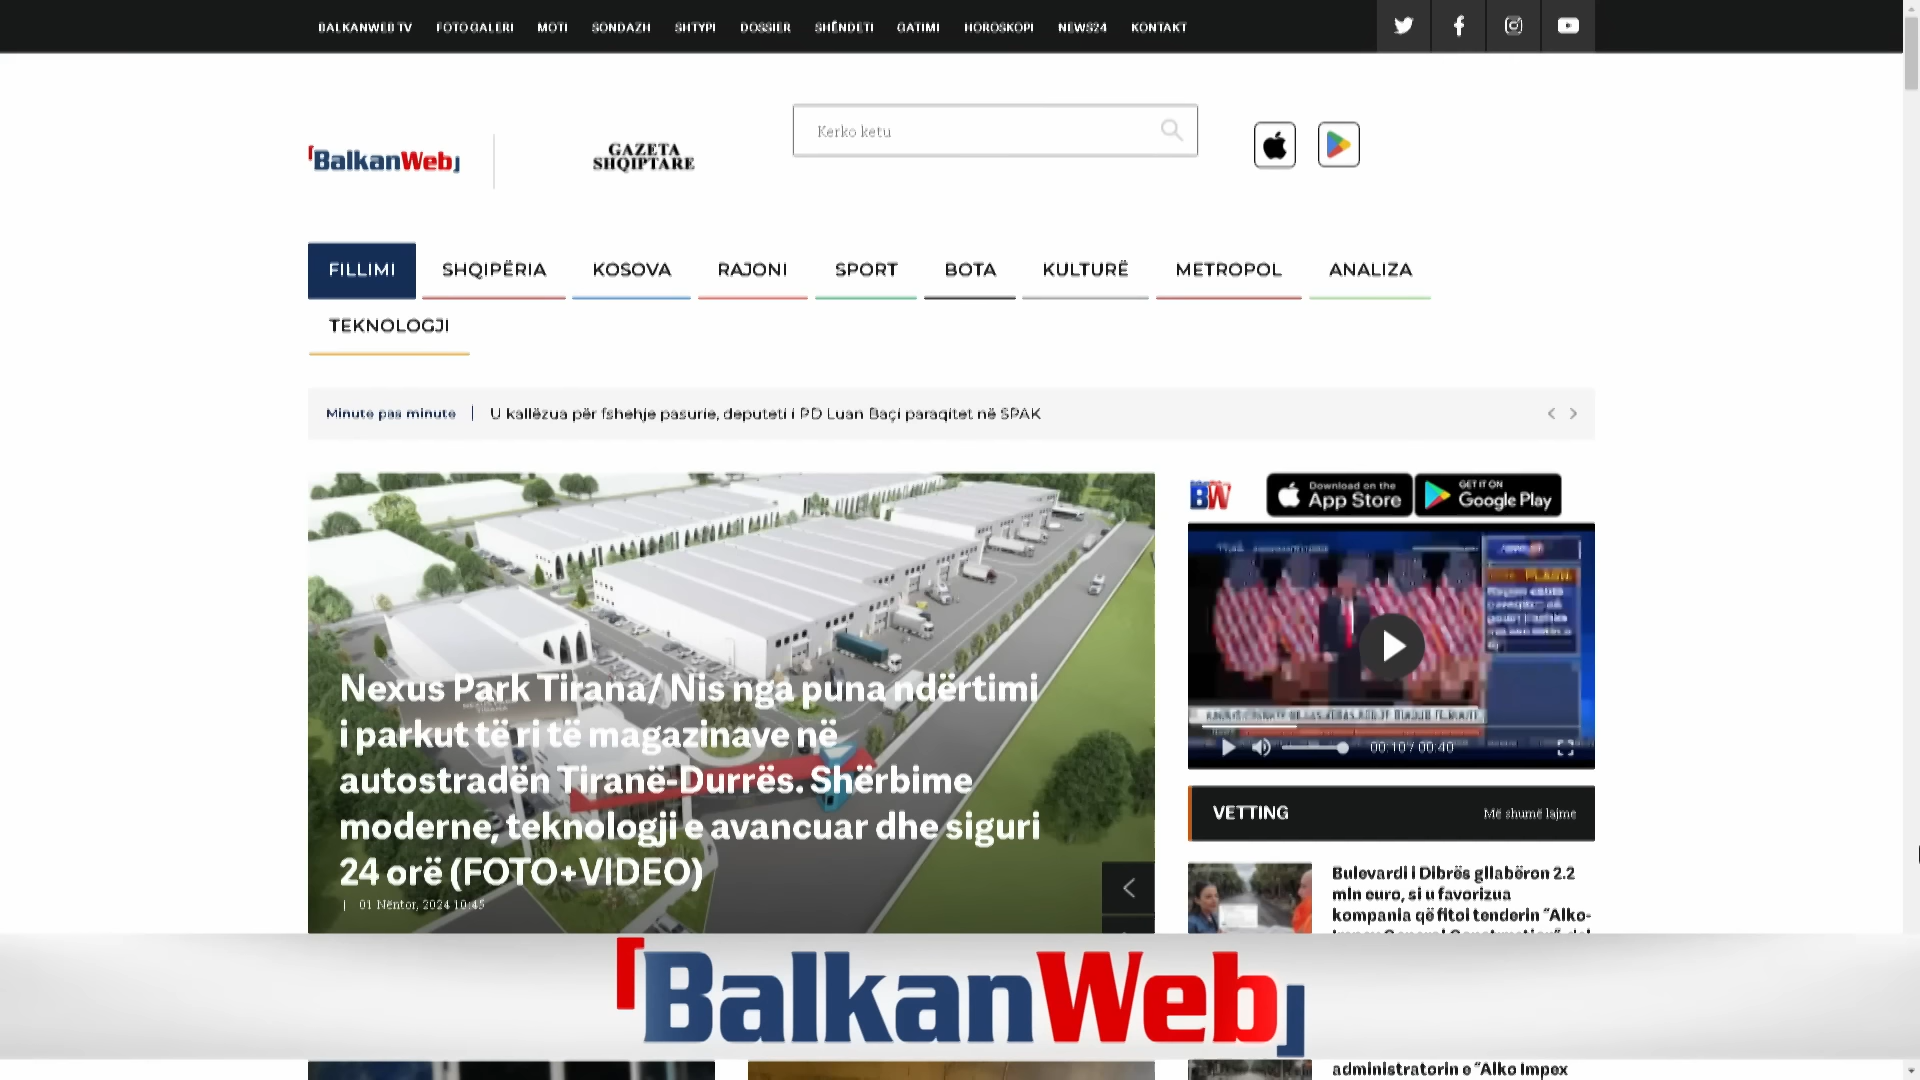 BALKANWEB TV FOTO GALERI MOTI SONDAZH SHTYPI DOSSIER SHËNDETI GATIMI HOROSKOPI NEWS24 KONTAKT
BalkanWeb
GAZETA
SHQIPTARE
Kerko ketu
FILLIMI SHQIPËRIA KOSOVA RAJONI SPORT BOTA KULTURË METROPOL ANALIZA
TEKNOLOGJI
Minute pas minute | U kallëzua për fshehje pasurie, deputeti i PD Luan Baçi paraqitet në SPAK
Nexus Park Tirana/ Nis nga puna ndërtimi
i parkut të ri të magazinave në
autostradën Tiranë-Durrës. Shërbime
moderne, teknologji e avancuar dhe siguri
24 orë (FOTO+VIDEO)
| 01 Nëntor, 2024 10:45
BW
Download on the
App Store
GET IT ON
Google Play
00:10 / 00:40
VETTING Më shumë lajme
Bulevardi i Dibrës gllabëron 2.2
mln euro, si u favorizua
kompania që fitoi tenderin “Alko-
BalkanWeb
administratorin e “Alko Impex